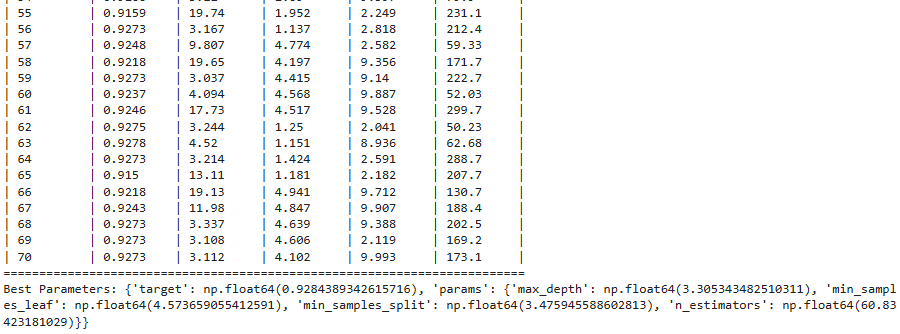 | 55 | 0.9159 | 19.74 | 1.952 | 2.249 | 231.1 |
| 56 | 0.9273 | 3.167 | 1.137 | 2.818 | 212.4 |
| 57 | 0.9248 | 9.807 | 4.774 | 2.582 | 59.33 |
| 58 | 0.9218 | 19.65 | 4.197 | 9.356 | 171.7 |
| 59 | 0.9273 | 3.037 | 4.415 | 9.14 | 222.7 |
| 60 | 0.9237 | 4.094 | 4.568 | 9.887 | 52.03 |
| 61 | 0.9246 | 17.73 | 4.517 | 9.528 | 299.7 |
| 62 | 0.9275 | 3.244 | 1.25 | 2.041 | 50.23 |
| 63 | 0.9278 | 4.52 | 1.151 | 8.936 | 62.68 |
| 64 | 0.9273 | 3.214 | 1.424 | 2.591 | 288.7 |
| 65 | 0.915 | 13.11 | 1.181 | 2.182 | 207.7 |
| 66 | 0.9218 | 19.13 | 4.941 | 9.712 | 130.7 |
| 67 | 0.9243 | 11.98 | 4.847 | 9.907 | 188.4 |
| 68 | 0.9273 | 3.337 | 4.639 | 9.388 | 202.5 |
| 69 | 0.9273 | 3.108 | 4.606 | 2.119 | 169.2 |
| 70 | 0.9273 | 3.112 | 4.102 | 9.993 | 173.1 |
=========================================================================
Best Parameters: {'target': np.float64(0.9284389342615716), 'params': {'max_depth': np.float64(3.305343482510311), 'min_sampl
es_leaf': np.float64(4.573659055412591), 'min_samples_split': np.float64(3.475945588602813), 'n_estimators': np.float64(60.83
423181029)}}